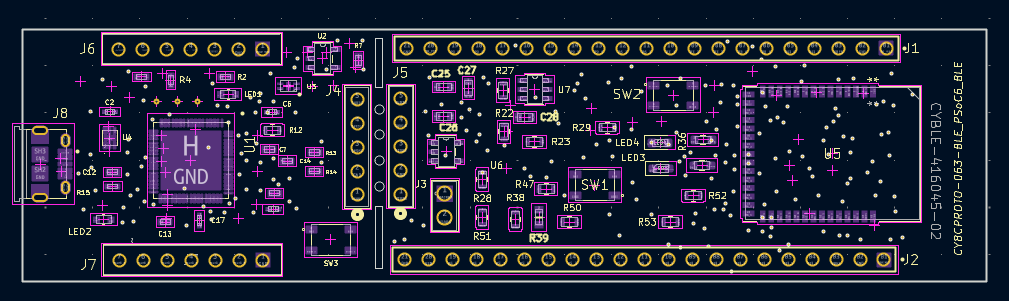 J6
U2
R7
J1
J5
R4
R2
U3
C25
C27
R27
U7
SW2
J4
LED1
J8
C2
U4
C6
R12
R22
C28
R29
LED4
R36
C26
R23
H
U1
C7
R13
C14
LED3
U5
GND
C12
R14
U6
J3
R47
SW1
R15
R28
R38
R52
C17
R50
R53
LED2
C13
R51
R39
J7
SW3
J2
CYBLE-416045-02
CY8CPROTO-063-BLE_PSoC6_BLE